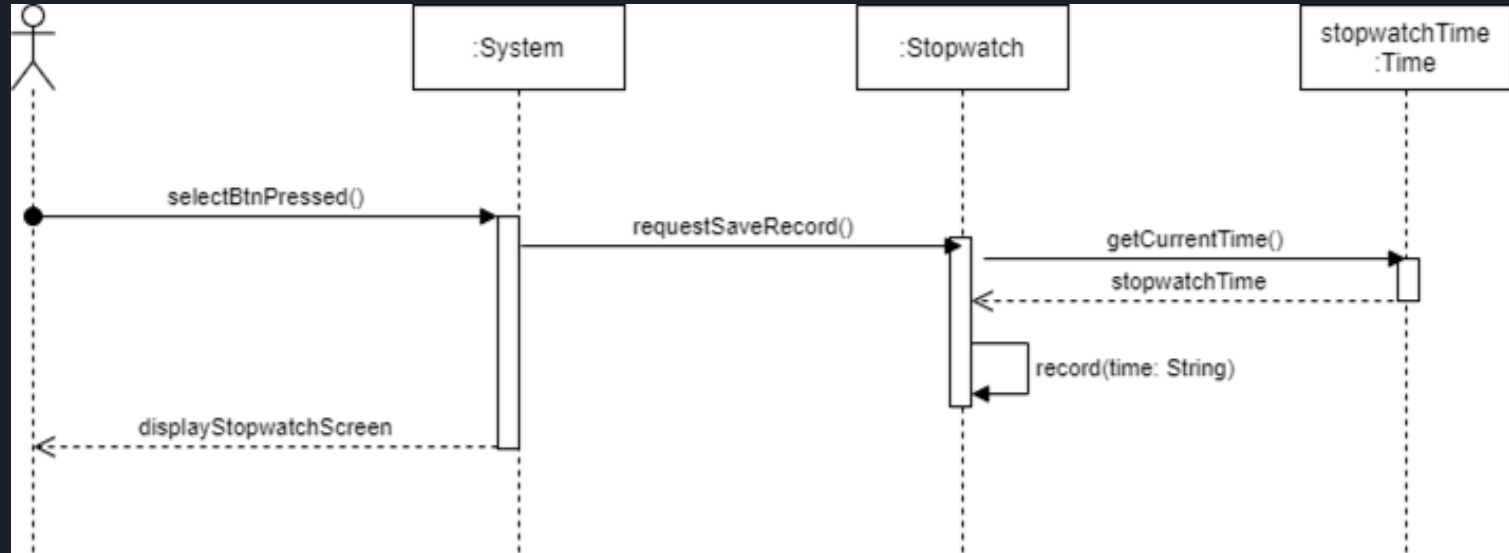 :System
:Stopwatch
stopwatchTime
:Time
selectBtnPressed()
requestSaveRecord()
getCurrentTime()
stopwatchTime
record(time: String)
displayStopwatchScreen